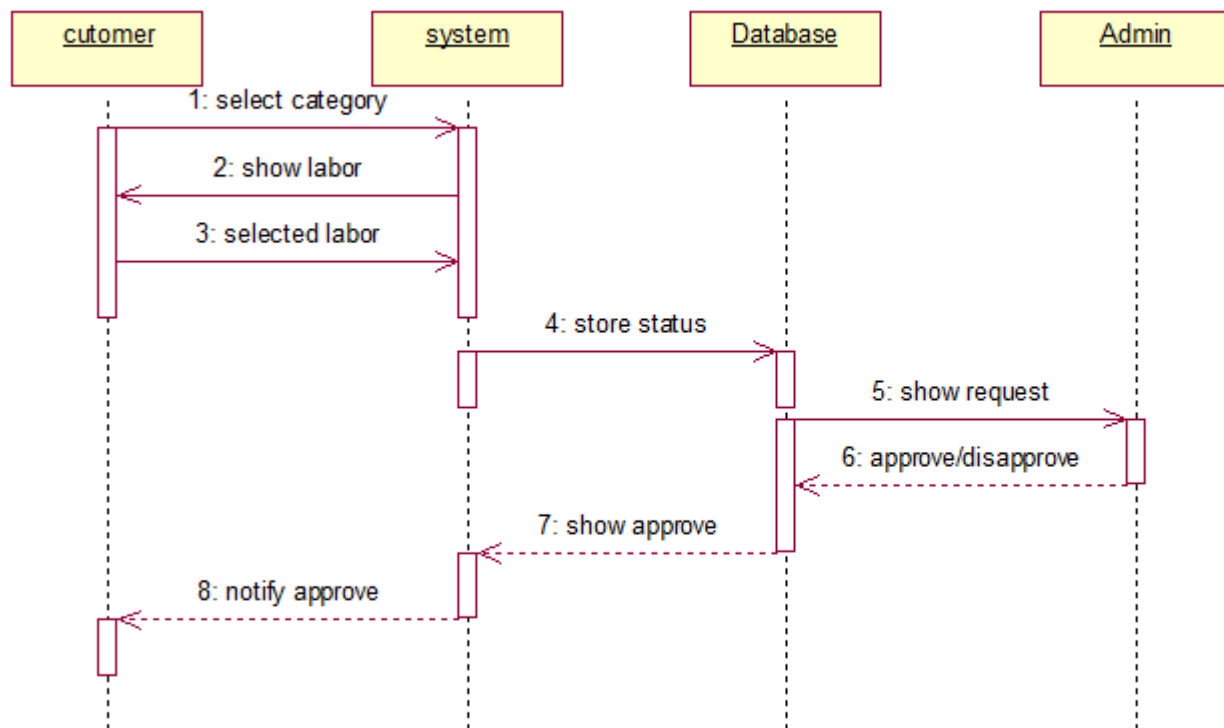 cutomer
system
Database
Admin
1: select category
2: show labor
3: selected labor
4: store status
5: show request
6: approve/disapprove
7: show approve
8: notify approve